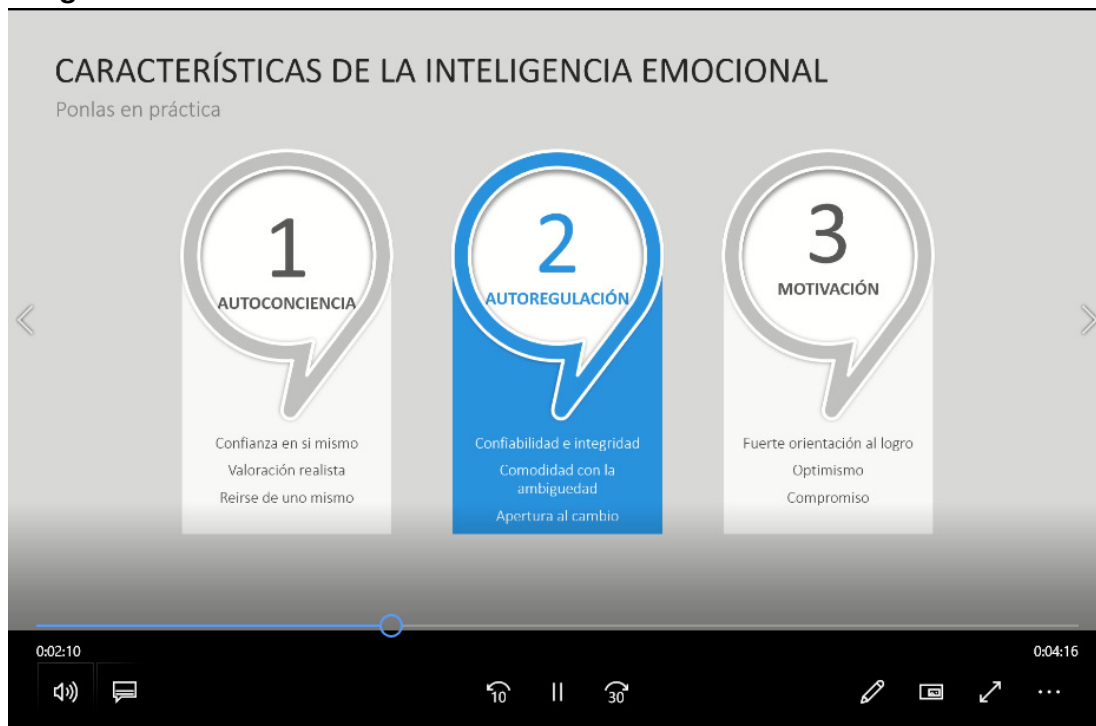 CARACTERÍSTICAS DE LA INTELIGENCIA EMOCIONAL
Ponlas en práctica
1
AUTOCONCIENCIA
Confianza en si mismo
Valoración realista
Reirse de uno mismo
2
AUTOREGULACIÓN
Confiabilidad e integridad
Comodidad con la
ambiguedad
Apertura al cambio
3
MOTIVACIÓN
Fuerte orientación al logro
Optimismo
Compromiso
0:02:10
0:04:16
10
30